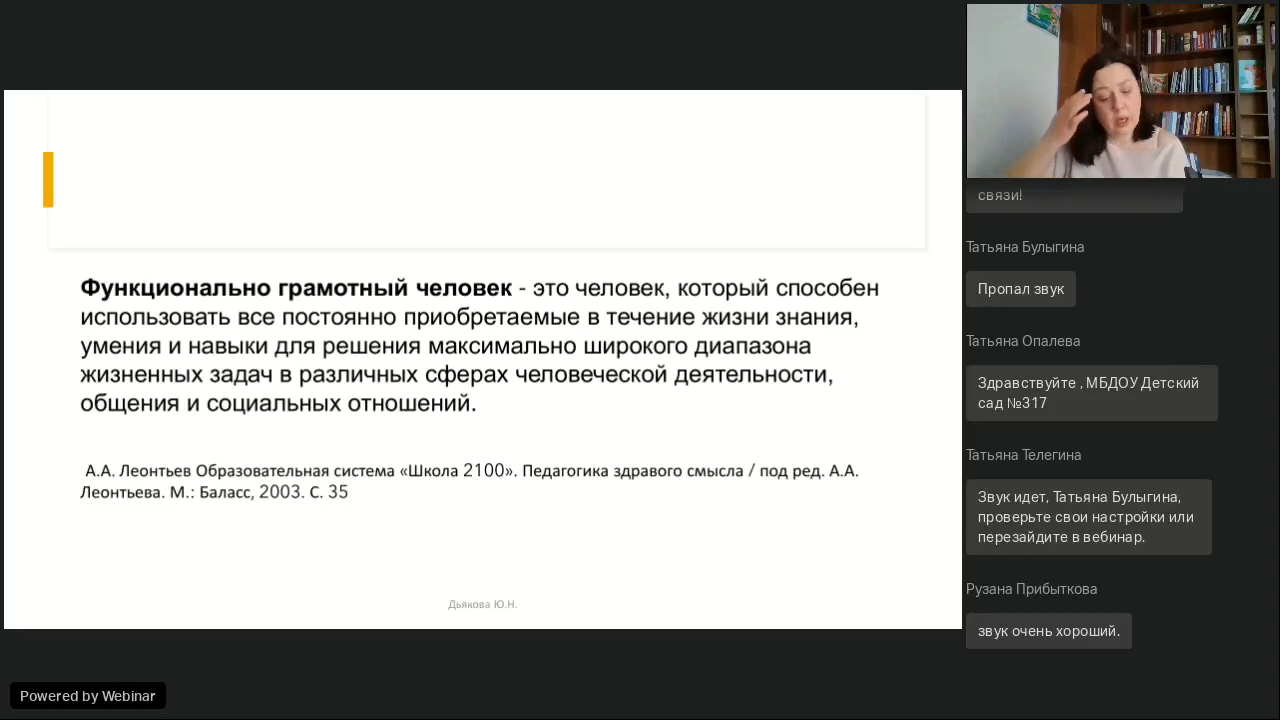 Функционально грамотный человек - это человек, который способен
использовать все постоянно приобретаемые в течение жизни знания,
умения и навыки для решения максимально широкого диапазона
жизненных задач в различных сферах человеческой деятельности,
общения и социальных отношений.
А.А. Леонтьев Образовательная система «Школа 2100». Педагогика здравого смысла / под ред. А.А.
Леонтьева. М.: Баласс, 2003. С. 35
Дьякова Ю.Н.
связи!
Татьяна Булыгина
Пропал звук
Татьяна Опалева
Здравствуйте , МБДОУ Детский
сад №317
Татьяна Телегина
Звук идет, Татьяна Булыгина,
проверьте свои настройки или
перезайдите в вебинар.
Рузана Прибыткова
звук очень хороший.
Powered by Webinar